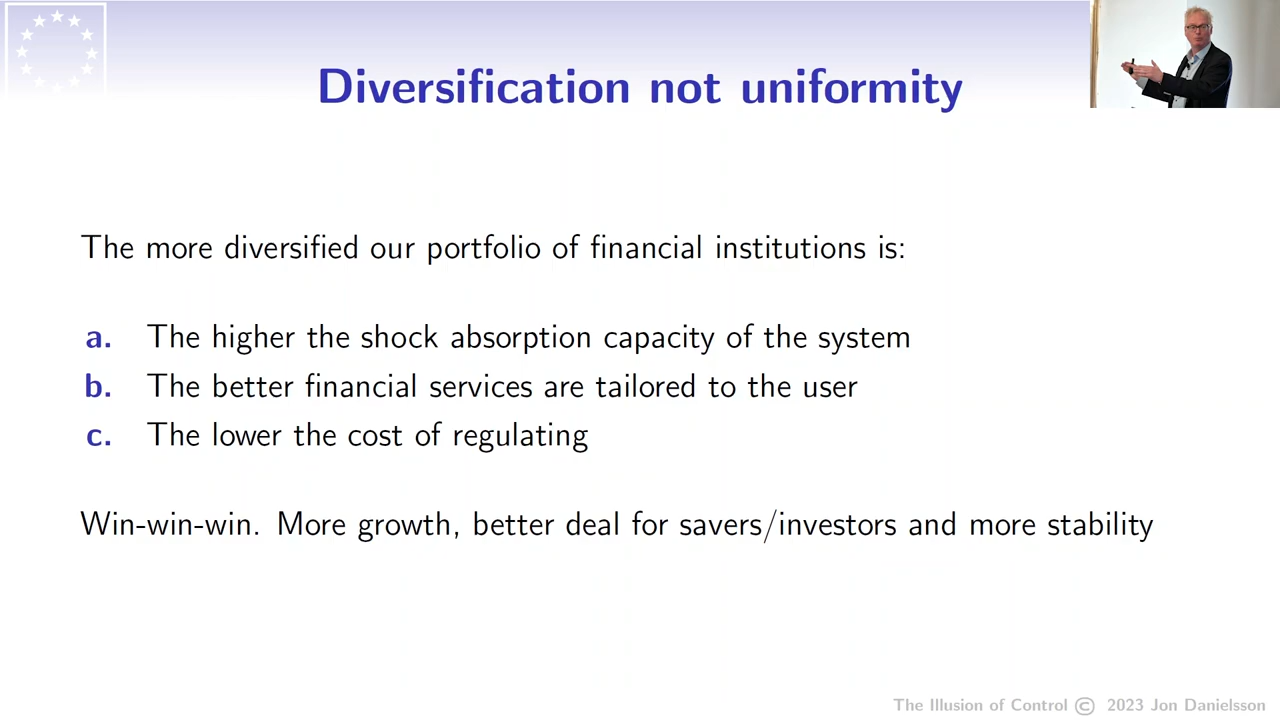 Diversification not uniformity
The more diversified our portfolio of financial institutions is:
a. The higher the shock absorption capacity of the system
b. The better financial services are tailored to the user
c. The lower the cost of regulating
Win-win-win. More growth, better deal for savers/investors and more stability
The Illusion of Control © 2023 Jon Danielsson